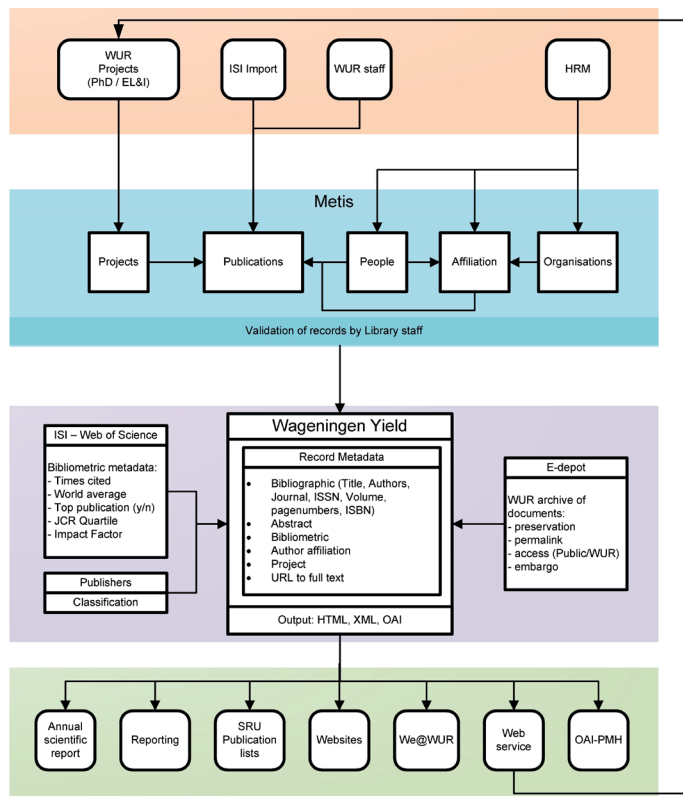 WUR
Projects
(PhD / EL&I)
ISI Import
WUR staff
HRM
Metis
Projects
Publications
People
Affiliation
Organisations
Validation of records by Library staff
ISI – Web of Science
Bibliometric metadata:
- Times cited
- World average
- Top publication (y/n)
- JCR Quartile
- Impact Factor
Publishers
Classification
Wageningen Yield
Record Metadata
• Bibliographic (Title, Authors,
Journal, ISSN, Volume,
pagenumbers, ISBN)
• Abstract
• Bibliometric
• Author affiliation
• Project
• URL to full text
Output: HTML, XML, OAI
E-depot
WUR archive of
documents:
- preservation
- permalink
- access (Public/WUR)
- embargo
Annual
scientific
report
Reporting
SRU
Publication
lists
Websites
We@WUR
Web
service
OAI-PMH